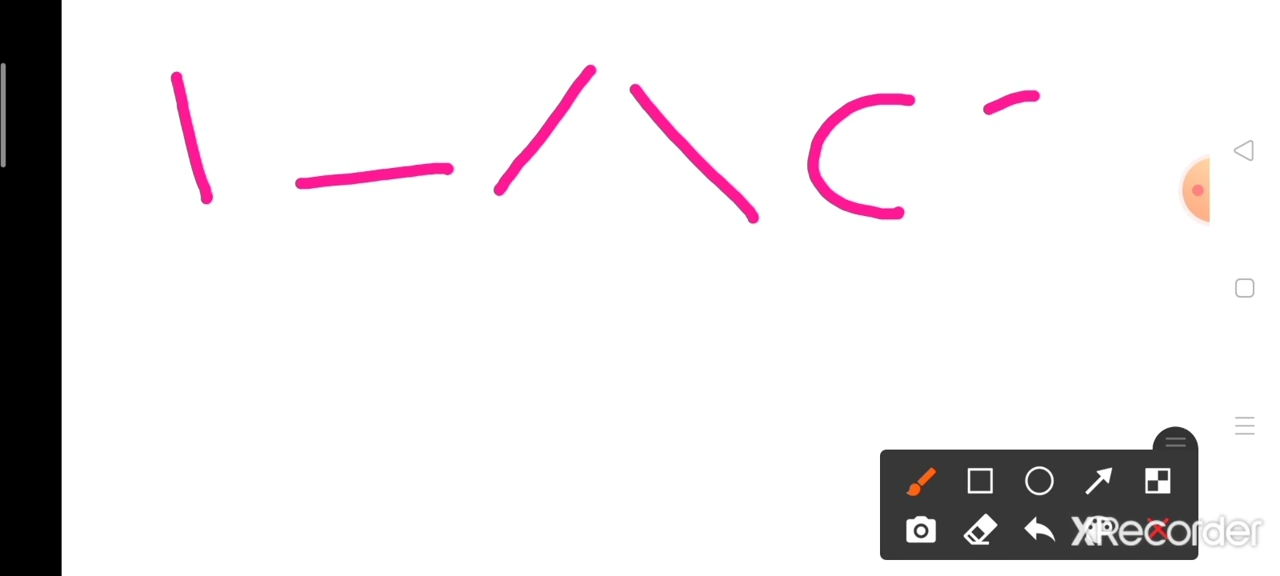 | _ / \ C -
XRecorder